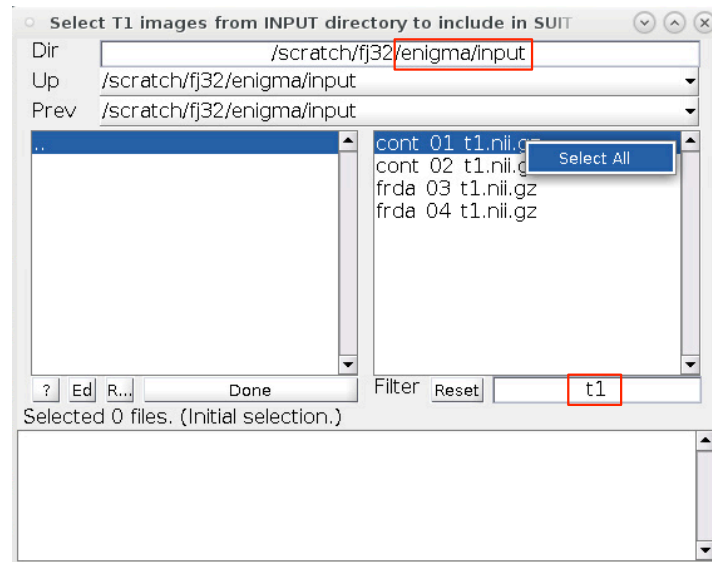 Select T1 images from INPUT directory to include in SUIT
Dir /scratch/fj32/enigma/input
Up /scratch/fj32/enigma/input
Prev /scratch/fj32/enigma/input
.. cont 01 t1.nii.gz
Select All
cont 02 t1.nii.g
frda 03 t1.nii.gz
frda 04 t1.nii.gz
? Ed R... Done Filter Reset t1
Selected 0 files. (Initial selection.)